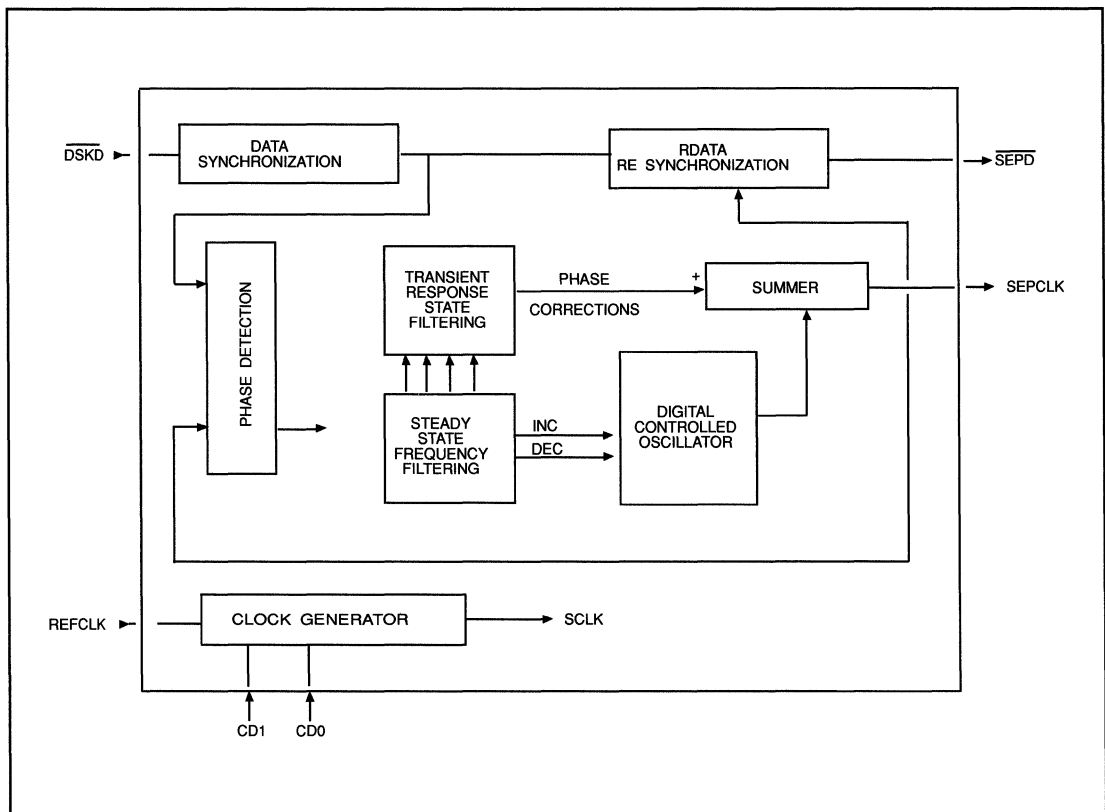 DSKD
DATA
SYNCHRONIZATION
RDATA
RE SYNCHRONIZATION
SEPD
PHASE DETECTION
TRANSIENT
RESPONSE
STATE
FILTERING
PHASE
CORRECTIONS
+
SUMMER
SEPCLK
STEADY
STATE
FREQUENCY
FILTERING
INC
DEC
DIGITAL
CONTROLLED
OSCILLATOR
REFCLK
CLOCK GENERATOR
SCLK
CD1
CD0